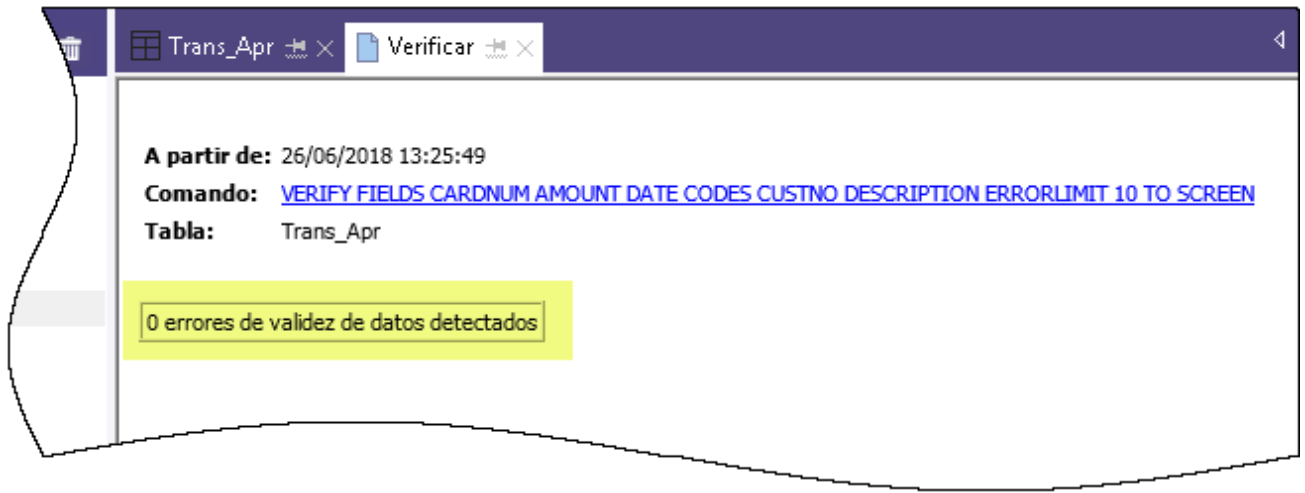 Trans_Apr Verificar
A partir de: 26/06/2018 13:25:49
Comando: VERIFY FIELDS CARDNUM AMOUNT DATE CODES CUSTNO DESCRIPTION ERRORLIMIT 10 TO SCREEN
Tabla: Trans_Apr
0 errores de validez de datos detectados